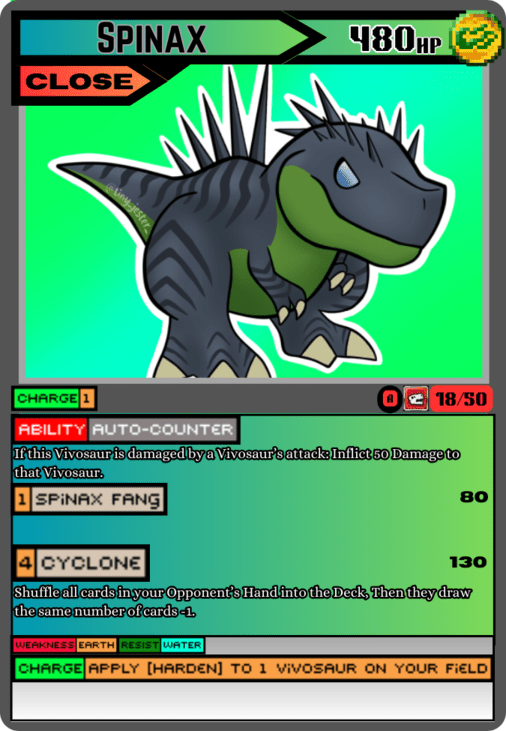 SPINAX 480HP
CLOSE
@tiny_jester_
CHARGE 1
A 18/50
ABILITY AUTO-COUNTER
If this Vivosaur is damaged by a Vivosaur's attack: Inflict 50 Damage to
that Vivosaur.
1 SPINAX FANG 80
4 CYCLONE 130
Shuffle all cards in your Opponent's Hand into the Deck, Then they draw
the same number of cards -1.
WEAKNESS EARTH RESIST WATER
CHARGE APPLY [HARDEN] TO 1 VIVOSAUR ON YOUR FIELD